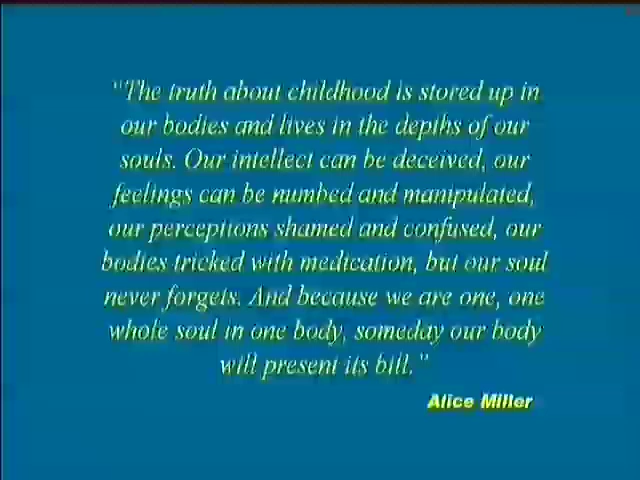 "The truth about childhood is stored up in
our bodies and lives in the depths of our
souls. Our intellect can be deceived, our
feelings can be numbed and manipulated,
our perceptions shamed and confused, our
bodies tricked with medication, but our soul
never forgets. And because we are one, one
whole soul in one body, someday our body
will present its bill."
Alice Miller